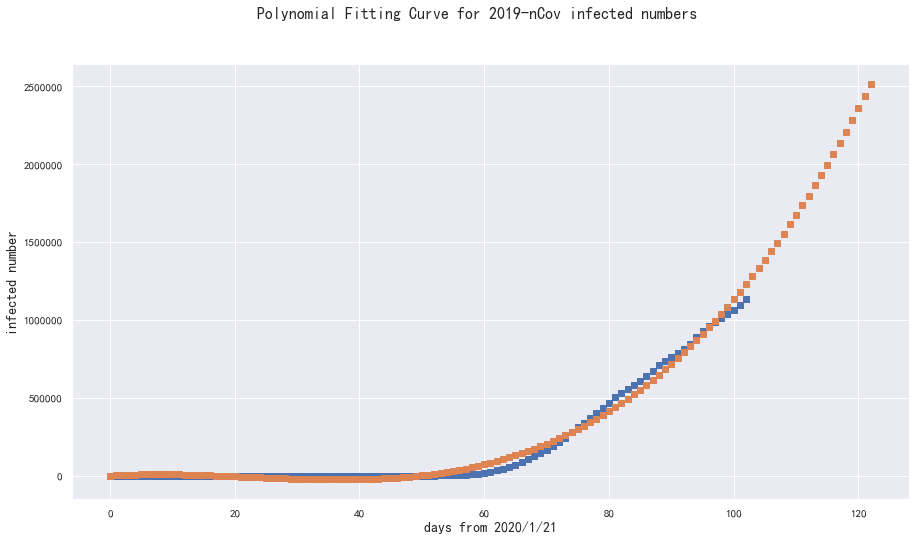 Polynomial Fitting Curve for 2019-nCov infected numbers
2500000
2000000
1500000
1000000
500000
0
infected number
0 20 40 60 80 100 120
days from 2020/1/21